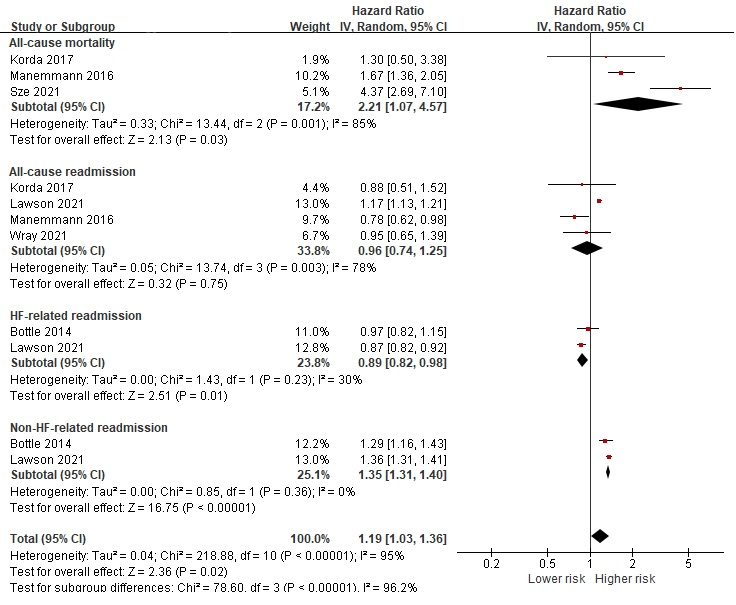 Hazard Ratio Hazard Ratio
Study or Subgroup Weight IV, Random, 95% CI IV, Random, 95% CI
All-cause mortality
Korda 2017 1.9% 1.30 [0.50, 3.38]
Manemmann 2016 10.2% 1.67 [1.36, 2.05]
Sze 2021 5.1% 4.37 [2.69, 7.10]
Subtotal (95% CI) 17.2% 2.21 [1.07, 4.57]
Heterogeneity: Tau² = 0.33; Chi² = 13.44, df = 2 (P = 0.001); I² = 85%
Test for overall effect: Z = 2.13 (P = 0.03)
All-cause readmission
Korda 2017 4.4% 0.88 [0.51, 1.52]
Lawson 2021 13.0% 1.17 [1.13, 1.21]
Manemmann 2016 9.7% 0.78 [0.62, 0.98]
Wray 2021 6.7% 0.95 [0.65, 1.39]
Subtotal (95% CI) 33.8% 0.96 [0.74, 1.25]
Heterogeneity: Tau² = 0.05; Chi² = 13.74, df = 3 (P = 0.003); I² = 78%
Test for overall effect: Z = 0.32 (P = 0.75)
HF-related readmission
Bottle 2014 11.0% 0.97 [0.82, 1.15]
Lawson 2021 12.8% 0.87 [0.82, 0.92]
Subtotal (95% CI) 23.8% 0.89 [0.82, 0.98]
Heterogeneity: Tau² = 0.00; Chi² = 1.43, df = 1 (P = 0.23); I² = 30%
Test for overall effect: Z = 2.51 (P = 0.01)
Non-HF-related readmission
Bottle 2014 12.2% 1.29 [1.16, 1.43]
Lawson 2021 13.0% 1.36 [1.31, 1.41]
Subtotal (95% CI) 25.1% 1.35 [1.31, 1.40]
Heterogeneity: Tau² = 0.00; Chi² = 0.85, df = 1 (P = 0.36); I² = 0%
Test for overall effect: Z = 16.75 (P < 0.00001)
Total (95% CI) 100.0% 1.19 [1.03, 1.36]
Heterogeneity: Tau² = 0.04; Chi² = 218.88, df = 10 (P < 0.00001); I² = 95%
Test for overall effect: Z = 2.36 (P = 0.02)
Test for subgroup differences: Chi² = 78.60, df = 3 (P < 0.00001), I² = 96.2%
0.2 0.5 1 2 5
Lower risk Higher risk